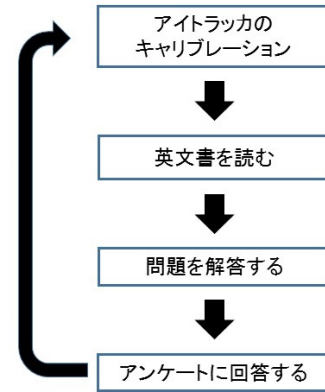 アイトラッカの
キャリブレーション
英文書を読む
問題を解答する
アンケートに回答する